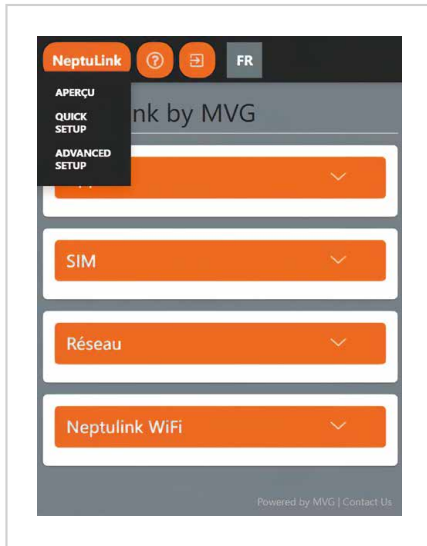 NeptuLink FR
APERÇU
QUICK
SETUP
ADVANCED
SETUP
nk by MVG
SIM
Réseau
Neptulink WiFi
Powered by MVG | Contact Us